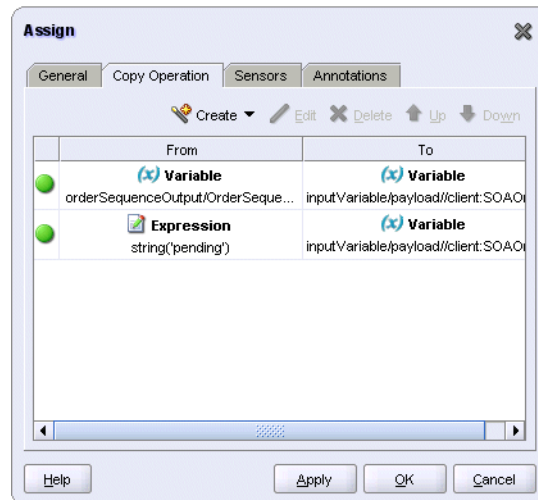 Assign
General Copy Operation Sensors Annotations
Create Edit Delete Up Down
From To
(x) Variable (x) Variable
orderSequenceOutput/OrderSeque... inputVariable/payload//client:SOAOr
Expression (x) Variable
string('pending') inputVariable/payload//client:SOAOr
Help Apply OK Cancel